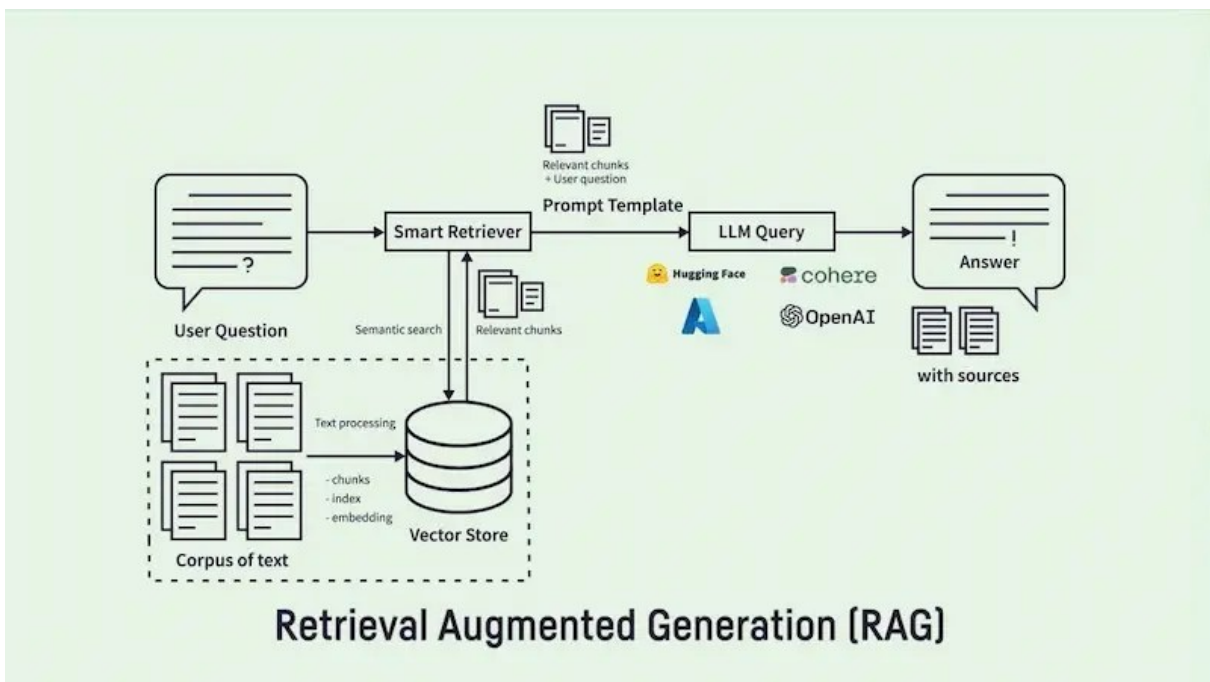 Relevant chunks
+ User question
Prompt Template
?
Smart Retriever
LLM Query
!
Answer
User Question
Semantic search
Relevant chunks
Hugging Face
cohere
OpenAI
with sources
Text processing
- chunks
- index
- embedding
Corpus of text
Vector Store
Retrieval Augmented Generation (RAG)